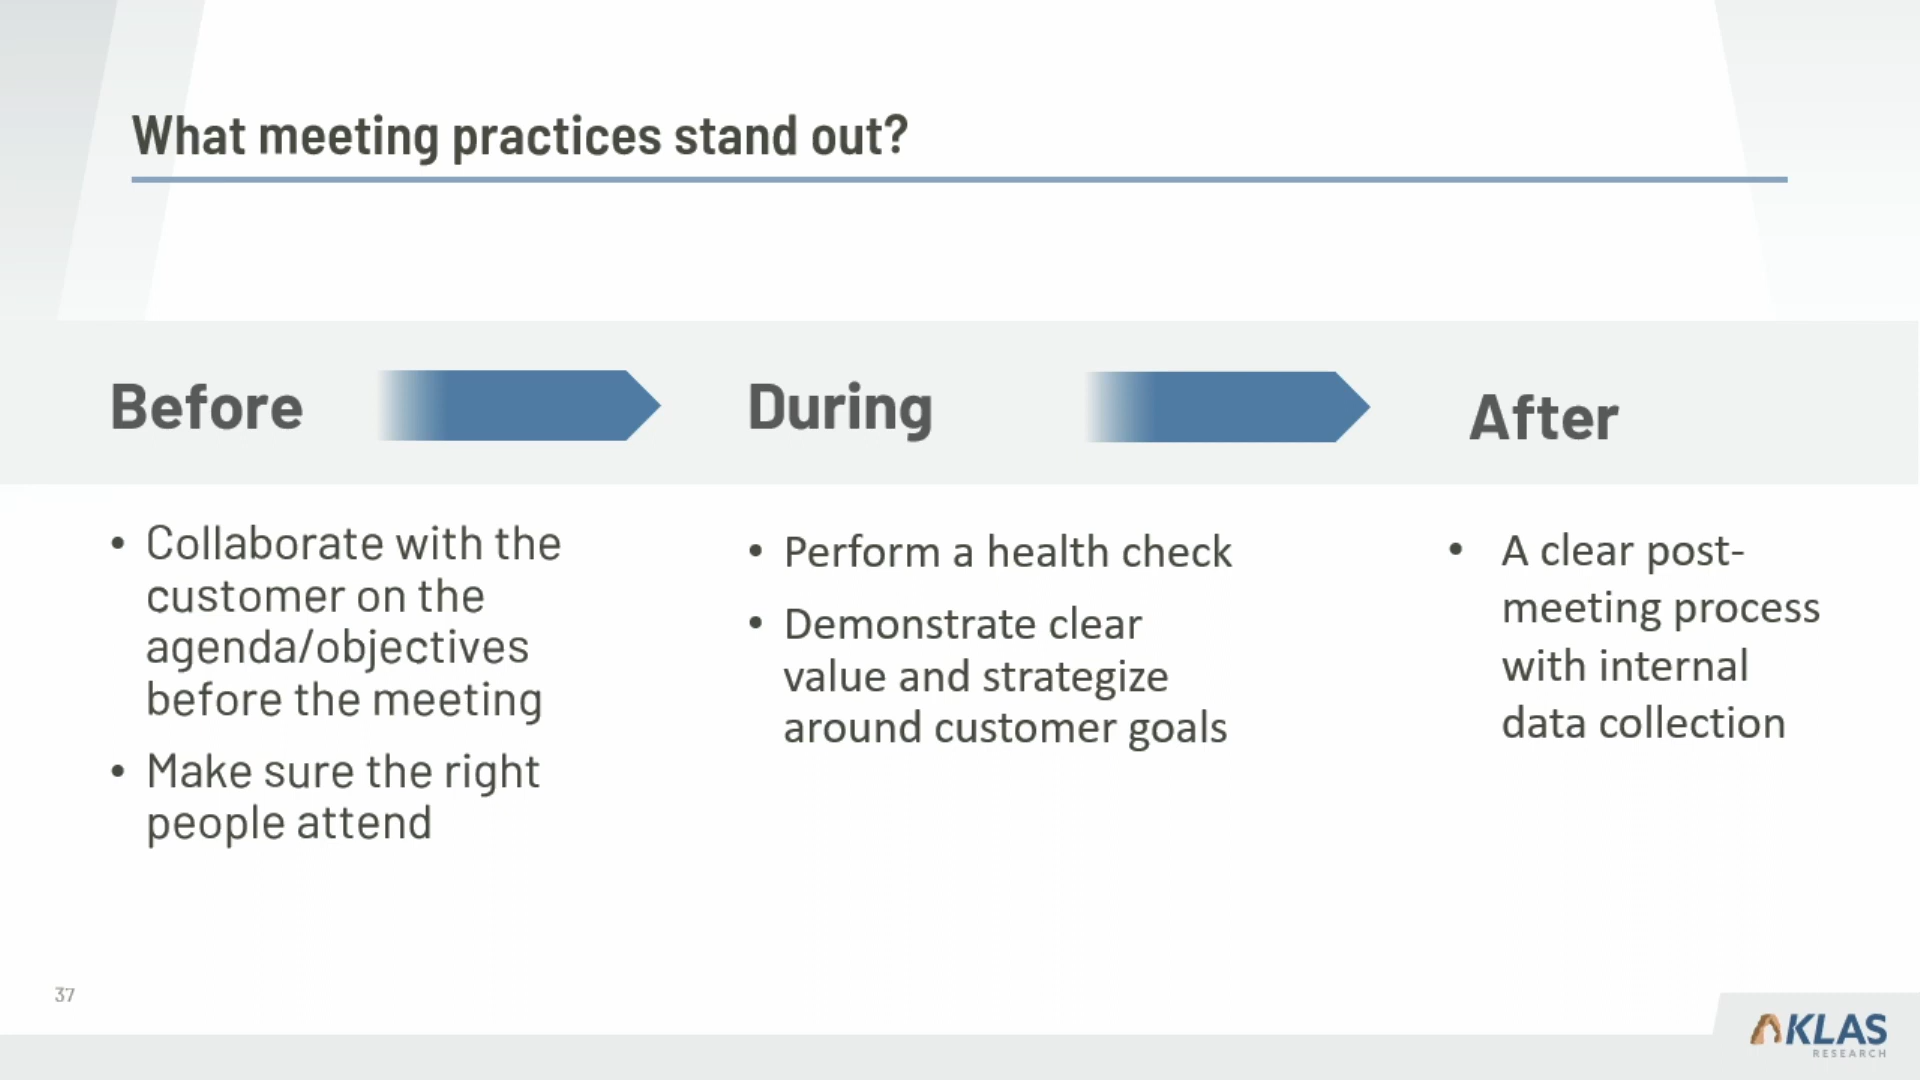 What meeting practices stand out?
Before
During
After
• Collaborate with the
customer on the
agenda/objectives
before the meeting
• Make sure the right
people attend
• Perform a health check
• Demonstrate clear
value and strategize
around customer goals
• A clear post-
meeting process
with internal
data collection
37
KLAS
RESEARCH